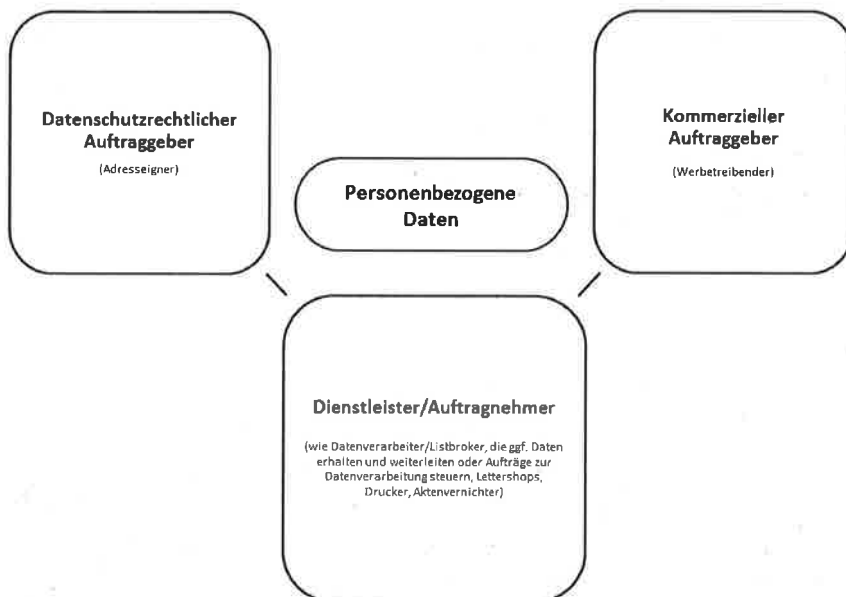 Datenschutzrechtlicher
Auftraggeber
(Adresseigner)
Kommerzieller
Auftraggeber
(Werbetreibender)
Personenbezogene
Daten
Dienstleister/Auftragnehmer
(wie Datenverarbeiter/Listbroker, die ggf. Daten
erhalten und weiterleiten oder Aufträge zur
Datenverarbeitung steuern, Lettershops,
Drucker, Aktenvernichter)